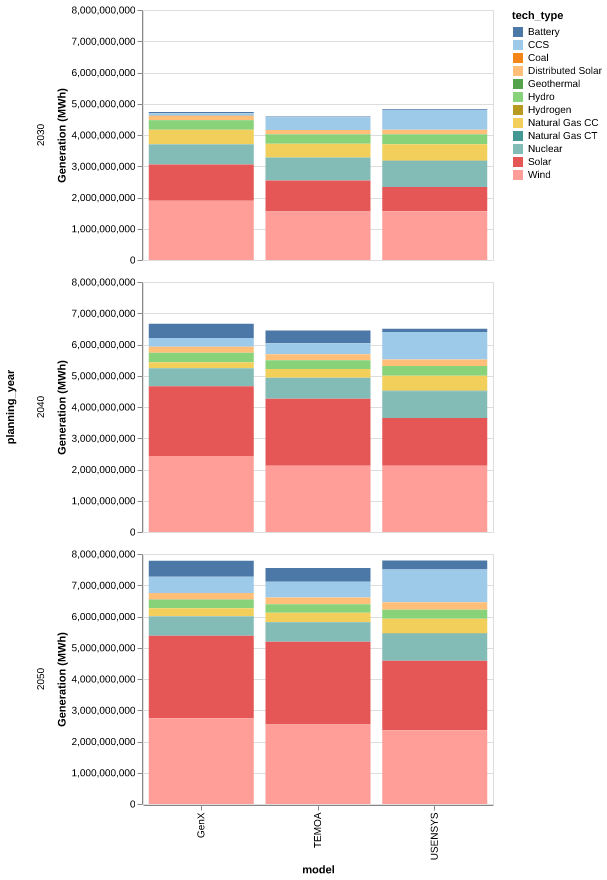 8,000,000,000
7,000,000,000
6,000,000,000
5,000,000,000
4,000,000,000
3,000,000,000
2,000,000,000
1,000,000,000
0
Generation (MWh)
2030
8,000,000,000
7,000,000,000
6,000,000,000
5,000,000,000
4,000,000,000
3,000,000,000
2,000,000,000
1,000,000,000
0
Generation (MWh)
2040
planning_year
8,000,000,000
7,000,000,000
6,000,000,000
5,000,000,000
4,000,000,000
3,000,000,000
2,000,000,000
1,000,000,000
0
Generation (MWh)
2050
GenX
TEMOA
USENSYS
model
tech_type
Battery
CCS
Coal
Distributed Solar
Geothermal
Hydro
Hydrogen
Natural Gas CC
Natural Gas CT
Nuclear
Solar
Wind